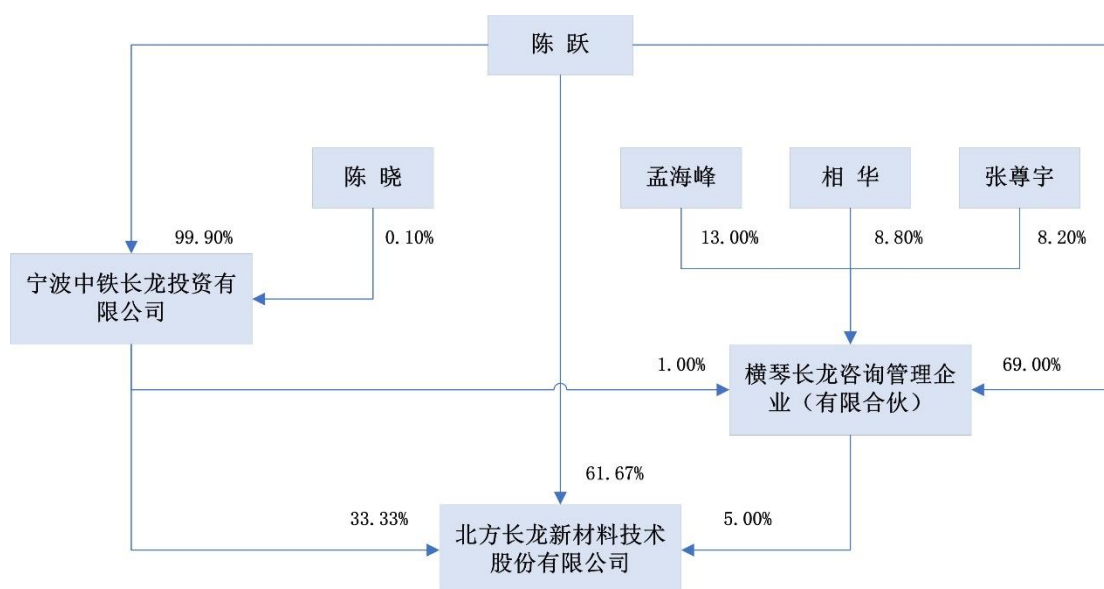 陈 跃
陈 晓
孟海峰
相 华
张尊宇
99.90%
0.10%
13.00%
8.80%
8.20%
宁波中铁长龙投资有
限公司
1.00%
横琴长龙咨询管理企
业（有限合伙）
69.00%
61.67%
33.33%
北方长龙新材料技术
股份有限公司
5.00%